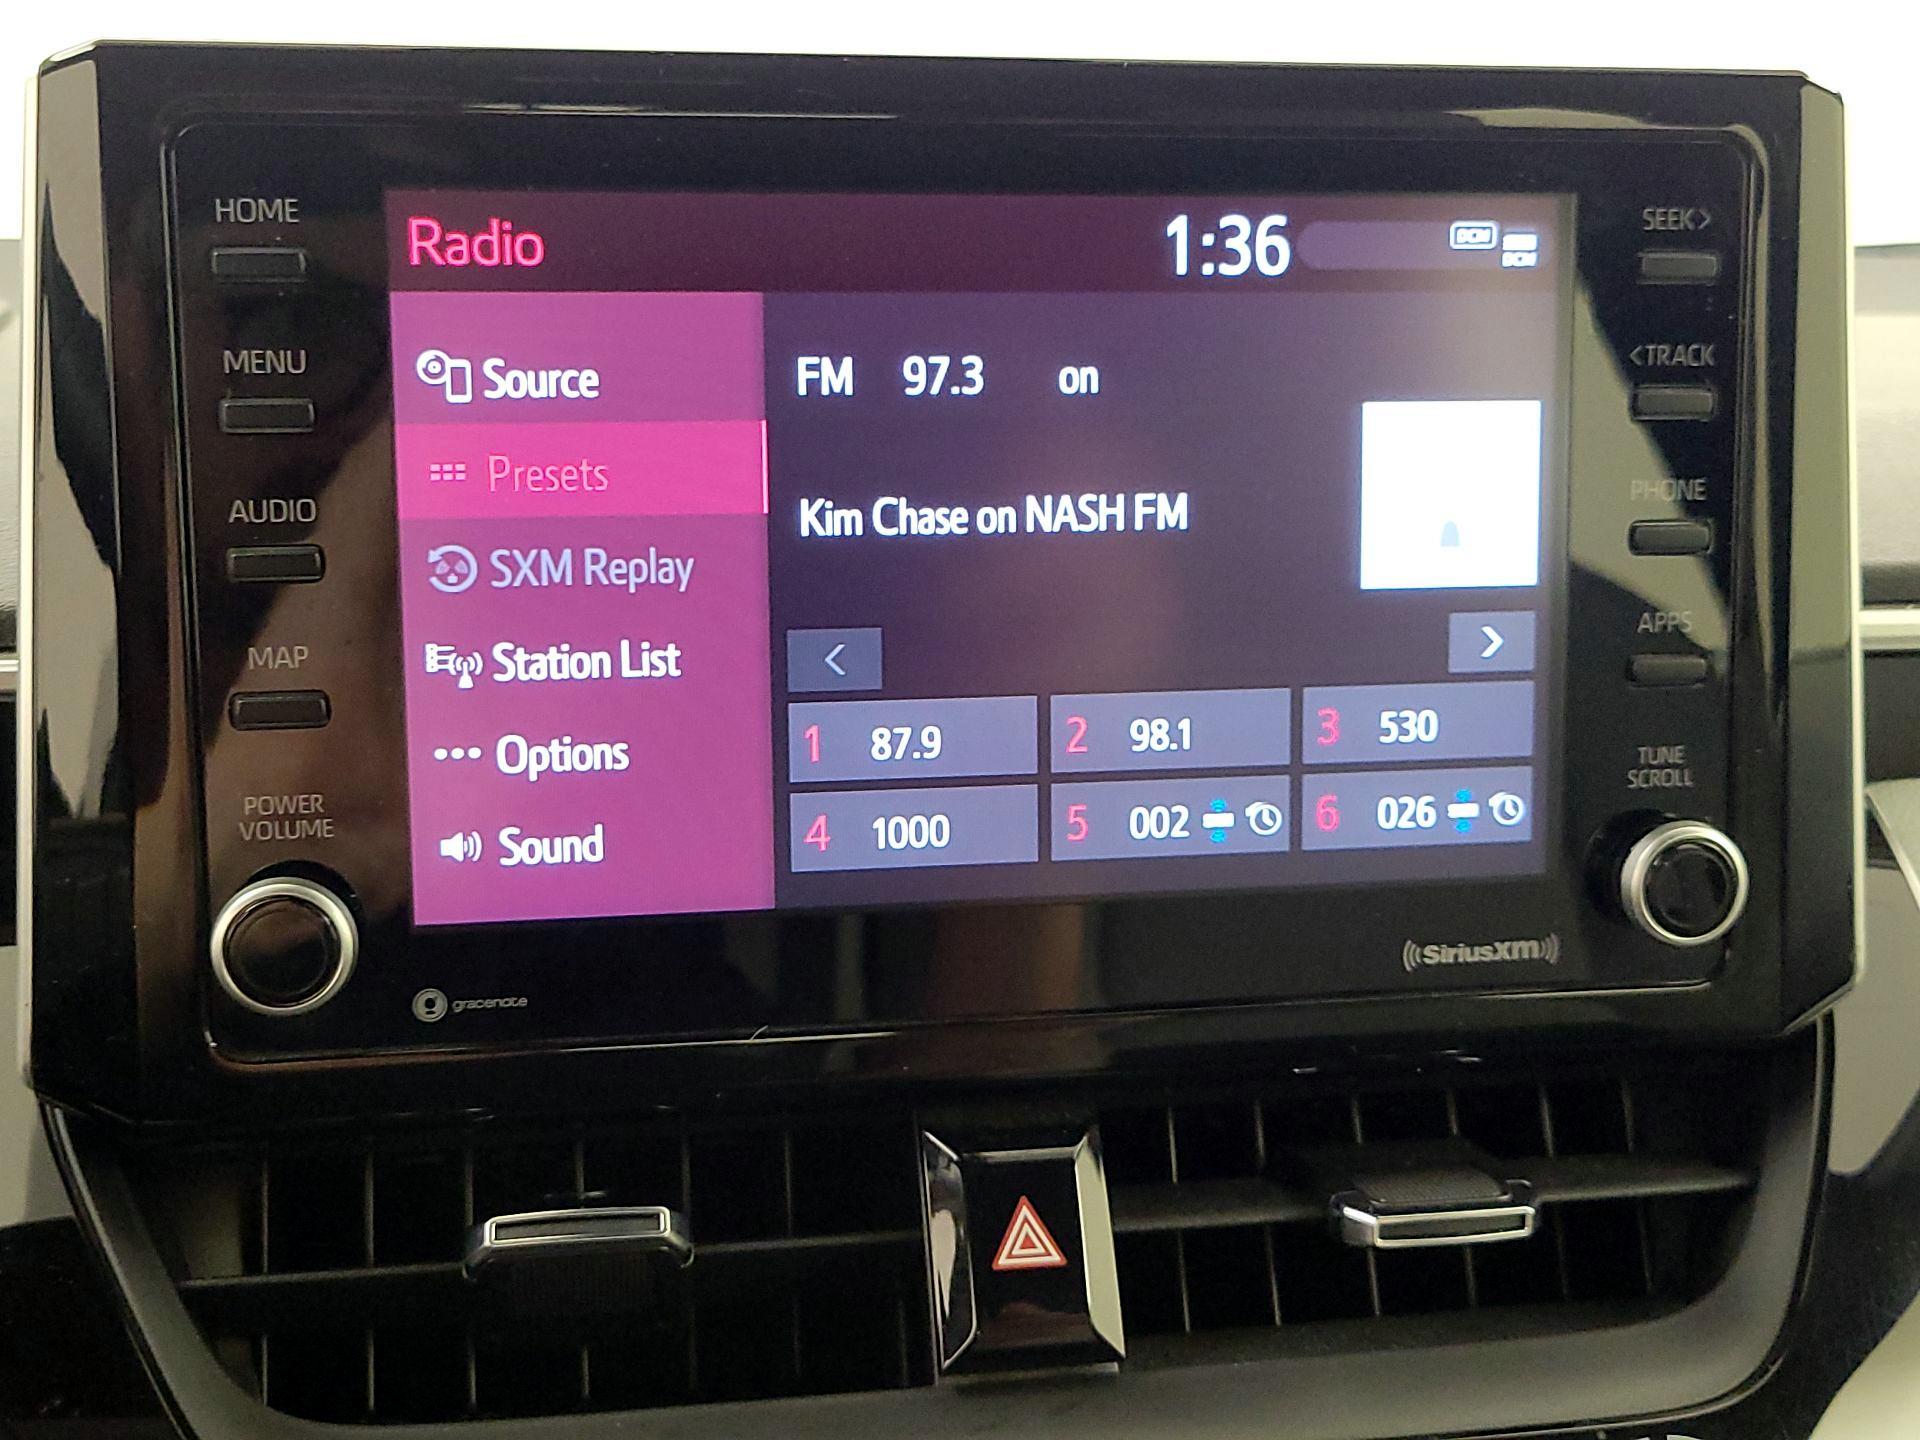 HOME
MENU
AUDIO
MAP
POWER
VOLUME
Radio
1:36
DCM
DCM
Source
Presets
SXM Replay
Station List
Options
Sound
FM 97.3 on
Kim Chase on NASH FM
<
>
1 87.9
2 98.1
3 530
4 1000
5 002
6 026
SEEK>
<TRACK
PHONE
APPS
TUNE
SCROLL
gracenote
SiriusXm